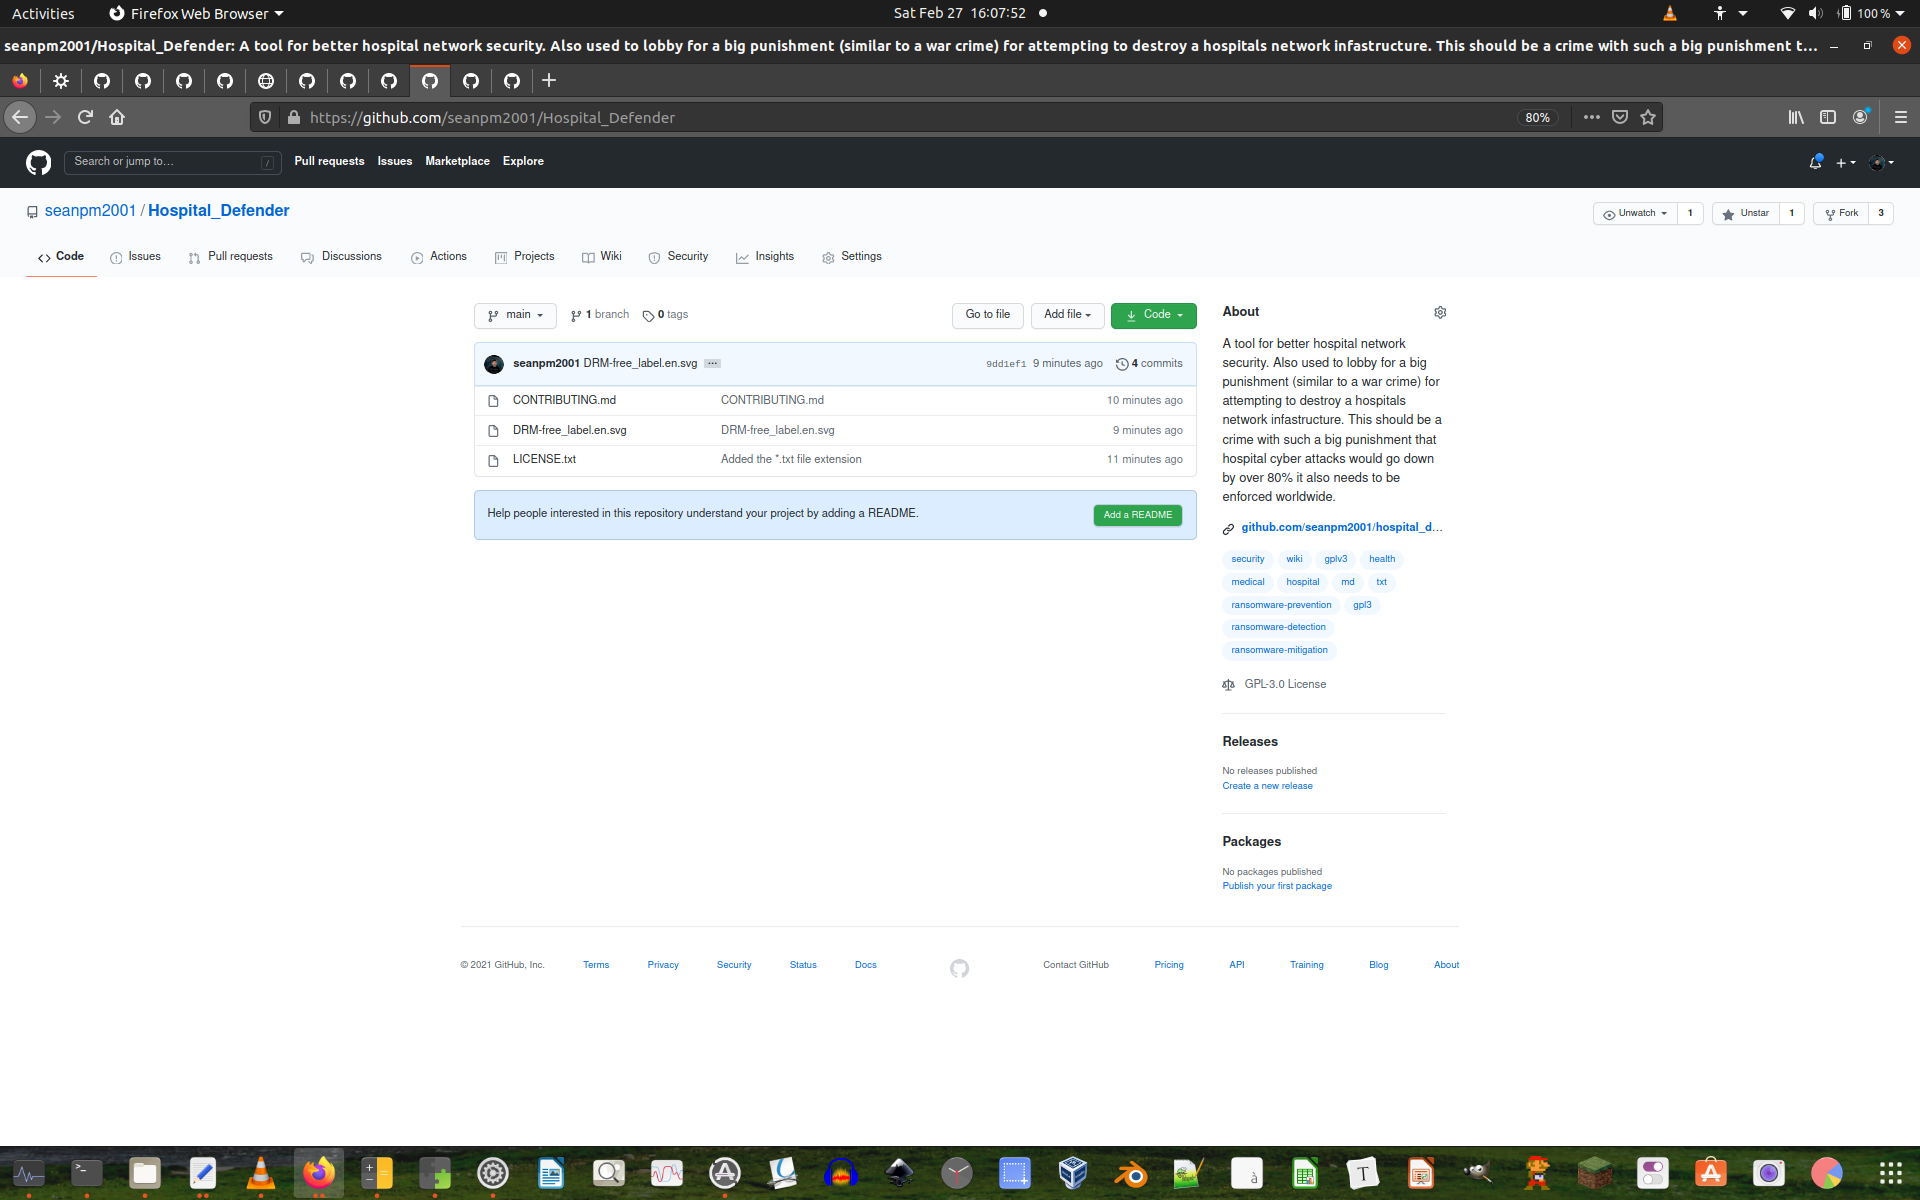 Activities
Firefox Web Browser
Sat Feb 27 16:07:52
100 %
seanpm2001/Hospital_Defender: A tool for better hospital network security. Also used to lobby for a big punishment (similar to a war crime) for attempting to destroy a hospitals network infastructure. This should be a crime with such a big punishment t…
https://github.com/seanpm2001/Hospital_Defender
80%
Search or jump to…
/
Pull requests
Issues
Marketplace
Explore
seanpm2001 / Hospital_Defender
Unwatch
1
Unstar
1
Fork
3
Code
Issues
Pull requests
Discussions
Actions
Projects
Wiki
Security
Insights
Settings
main
1 branch
0 tags
Go to file
Add file
Code
seanpm2001 DRM-free_label.en.svg
9dd1ef1 9 minutes ago
4 commits
CONTRIBUTING.md
CONTRIBUTING.md
10 minutes ago
DRM-free_label.en.svg
DRM-free_label.en.svg
9 minutes ago
LICENSE.txt
Added the *.txt file extension
11 minutes ago
Help people interested in this repository understand your project by adding a README.
Add a README
About
A tool for better hospital network
security. Also used to lobby for a big
punishment (similar to a war crime) for
attempting to destroy a hospitals
network infastructure. This should be a
crime with such a big punishment that
hospital cyber attacks would go down
by over 80% it also needs to be
enforced worldwide.
github.com/seanpm2001/hospital_d…
security wiki gplv3 health
medical hospital md txt
ransomware-prevention gpl3
ransomware-detection
ransomware-mitigation
GPL-3.0 License
Releases
No releases published
Create a new release
Packages
No packages published
Publish your first package
© 2021 GitHub, Inc.
Terms
Privacy
Security
Status
Docs
Contact GitHub
Pricing
API
Training
Blog
About